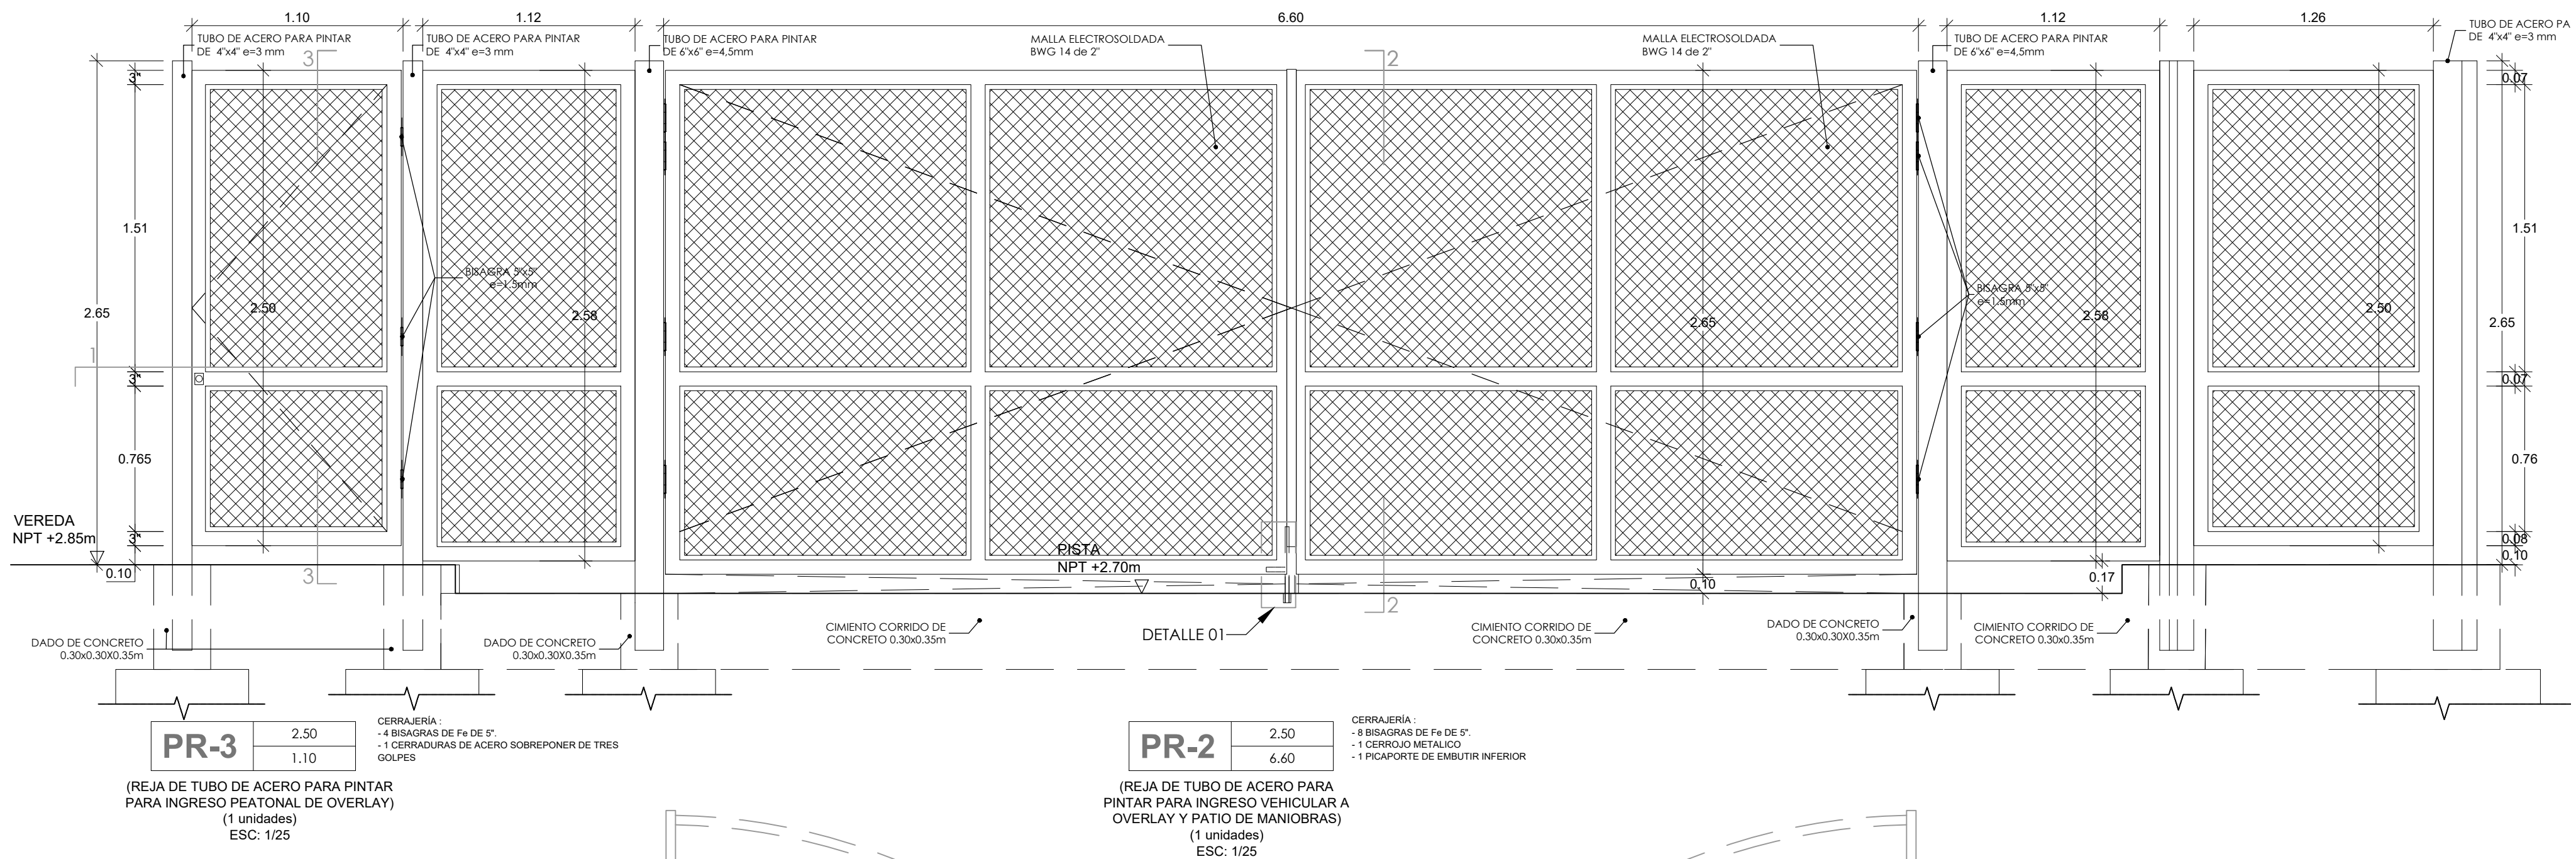 1.10
1.12
6.60
1.12
1.26
TUBO DE ACERO PARA PINTAR
DE 4"x4" e=3 mm
TUBO DE ACERO PARA PINTAR
DE 4"x4" e=3 mm
TUBO DE ACERO PARA PINTAR
DE 6"x6" e=4,5mm
MALLA ELECTROSOLDADA
BWG 14 de 2"
MALLA ELECTROSOLDADA
BWG 14 de 2"
TUBO DE ACERO PARA PINTAR
DE 6"x6" e=4,5mm
TUBO DE ACERO PA
DE 4"x4" e=3 mm
3
2
3"
0.07
1.51
1.51
BISAGRA 5"x5"
e=1.5mm
BISAGRA 5"x5"
e=1.5mm
2.65
2.50
2.58
2.65
2.58
2.50
2.65
1
3"
0.07
0.765
0.76
VEREDA
NPT +2.85m
3"
0.08
0.10
0.10
3
PISTA
NPT +2.70m
0.10
0.17
2
DADO DE CONCRETO
0.30x0.30X0.35m
DADO DE CONCRETO
0.30x0.30X0.35m
CIMIENTO CORRIDO DE
CONCRETO 0.30x0.35m
DETALLE 01
CIMIENTO CORRIDO DE
CONCRETO 0.30x0.35m
DADO DE CONCRETO
0.30x0.30X0.35m
CIMIENTO CORRIDO DE
CONCRETO 0.30x0.35m
PR-3
2.50
1.10
CERRAJERÍA :
- 4 BISAGRAS DE Fe DE 5".
- 1 CERRADURAS DE ACERO SOBREPONER DE TRES
GOLPES
(REJA DE TUBO DE ACERO PARA PINTAR
PARA INGRESO PEATONAL DE OVERLAY)
(1 unidades)
ESC: 1/25
PR-2
2.50
6.60
CERRAJERÍA :
- 8 BISAGRAS DE Fe DE 5".
- 1 CERROJO METALICO
- 1 PICAPORTE DE EMBUTIR INFERIOR
(REJA DE TUBO DE ACERO PARA
PINTAR PARA INGRESO VEHICULAR A
OVERLAY Y PATIO DE MANIOBRAS)
(1 unidades)
ESC: 1/25